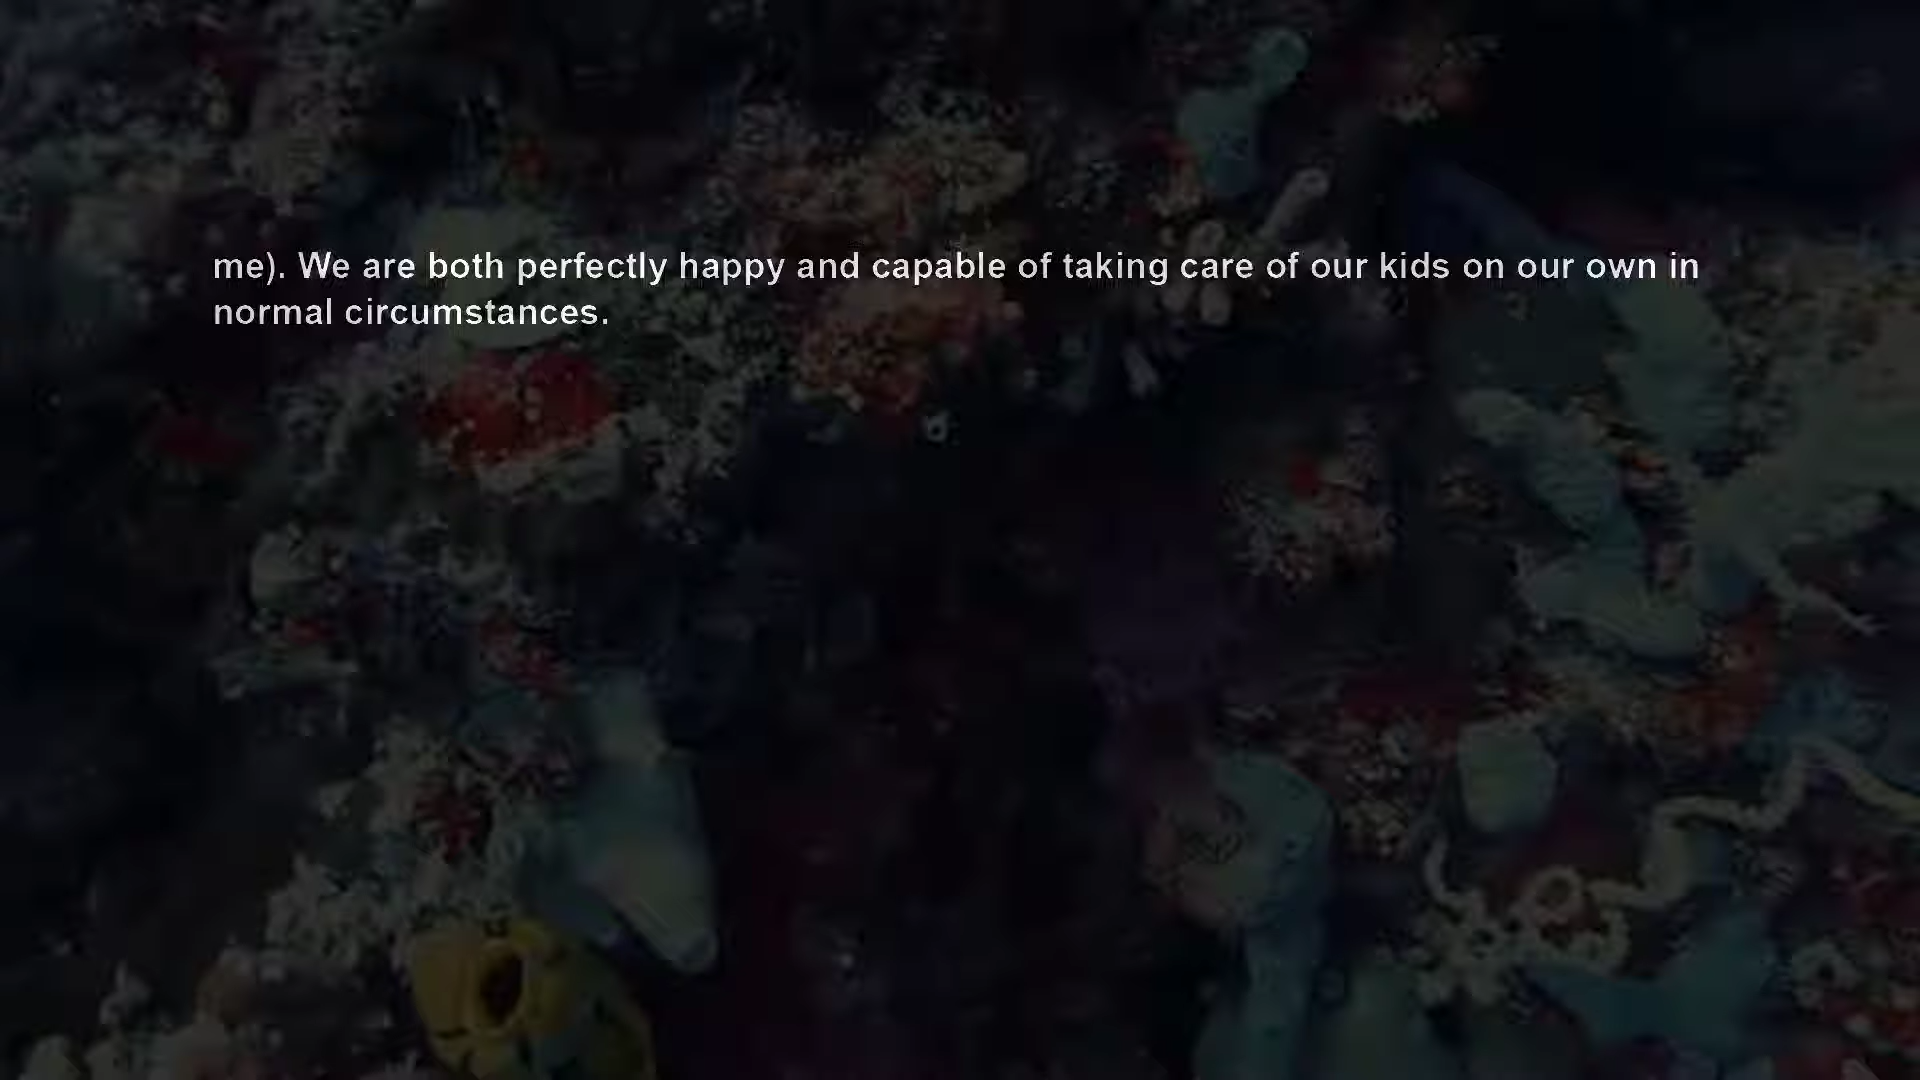 me). We are both perfectly happy and capable of taking care of our kids on our own in
normal circumstances.